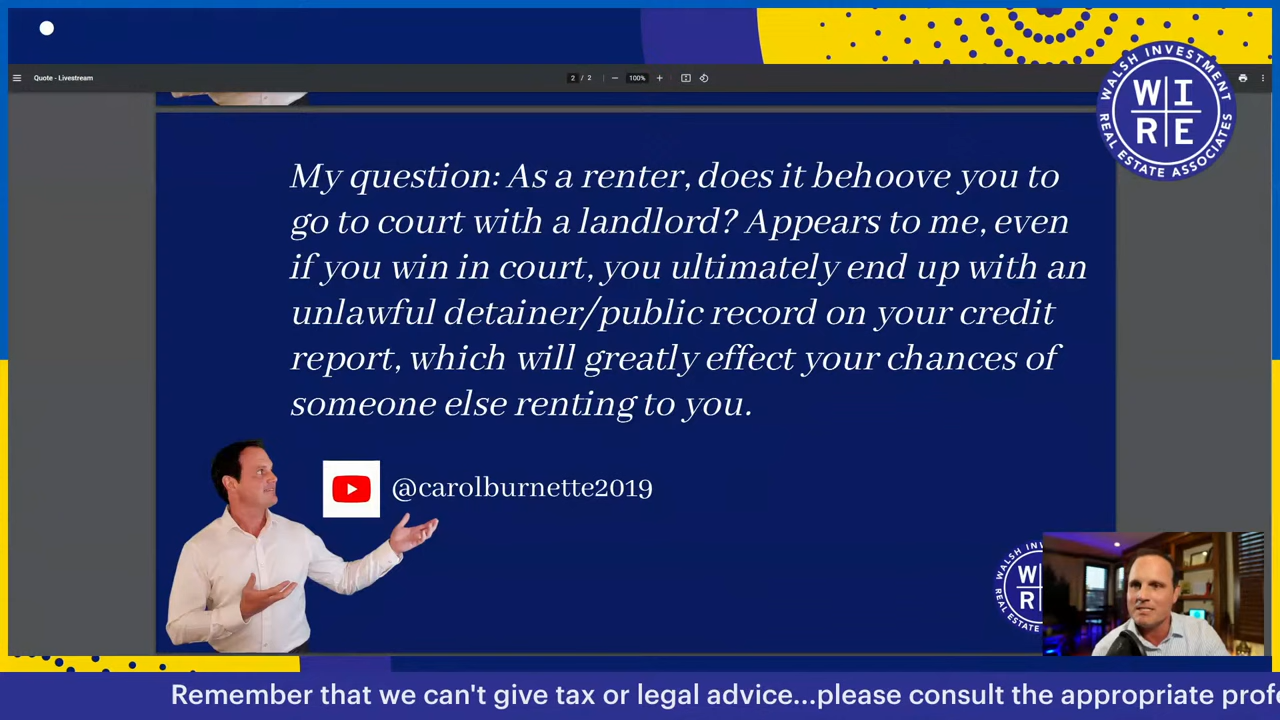 Quote - Livestream
2 / 2
100%
WALSH INVESTMENT
WI
RE
REAL ESTATE ASSOCIATES
My question: As a renter, does it behoove you to
go to court with a landlord? Appears to me, even
if you win in court, you ultimately end up with an
unlawful detainer/public record on your credit
report, which will greatly effect your chances of
someone else renting to you.
@carolburnette2019
Remember that we can't give tax or legal advice...please consult the appropriate